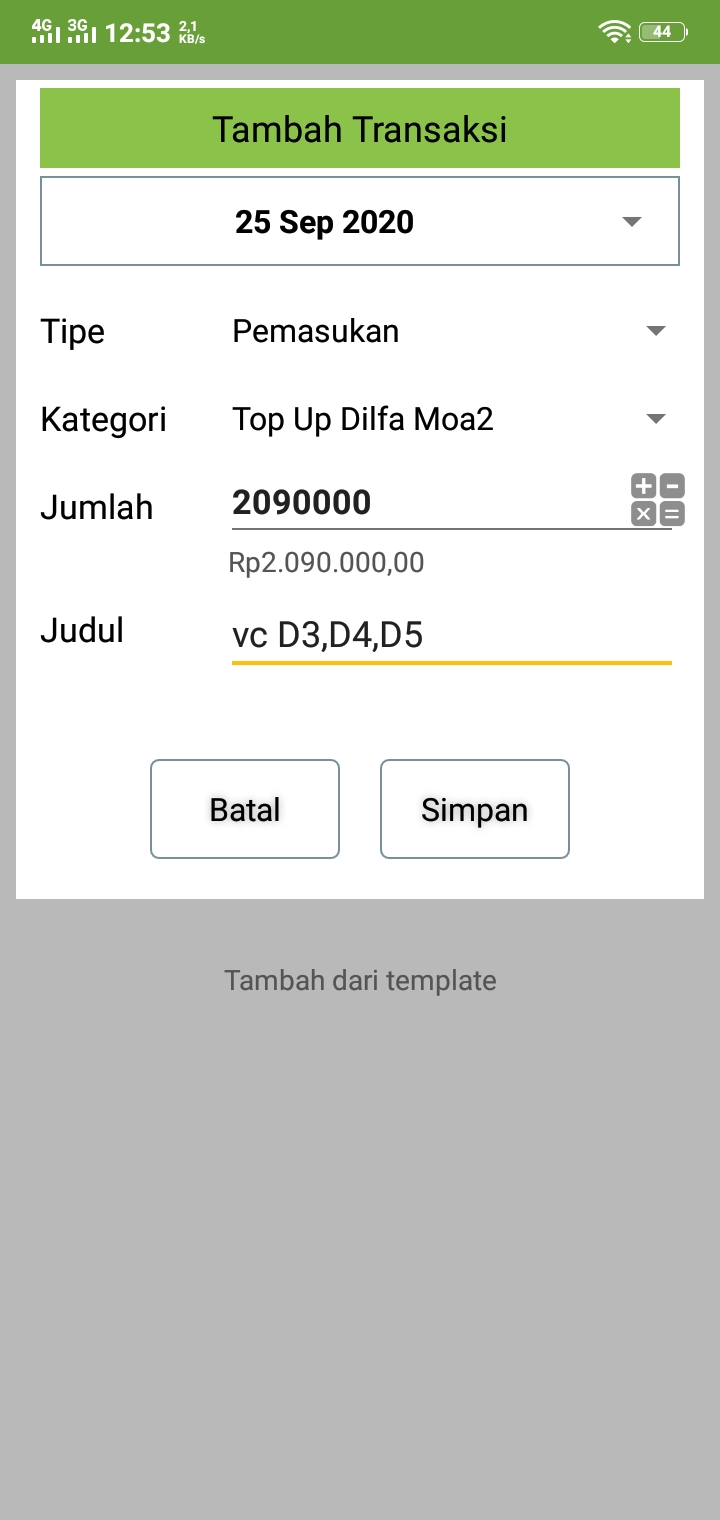 4G 3G 12:53 2,1 KB/s 44
Tambah Transaksi
25 Sep 2020
Tipe Pemasukan
Kategori Top Up Dilfa Moa2
Jumlah 2090000
Rp2.090.000,00
Judul vc D3,D4,D5
Batal Simpan
Tambah dari template